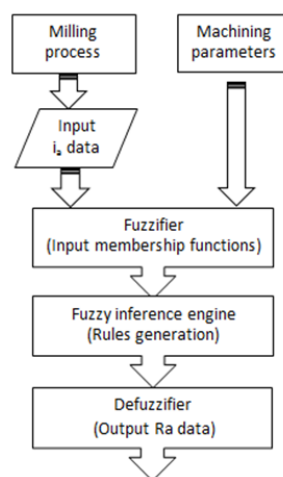 Milling
process
Machining
parameters
Input
iₐ data
Fuzzifier
(Input membership functions)
Fuzzy inference engine
(Rules generation)
Defuzzifier
(Output Ra data)